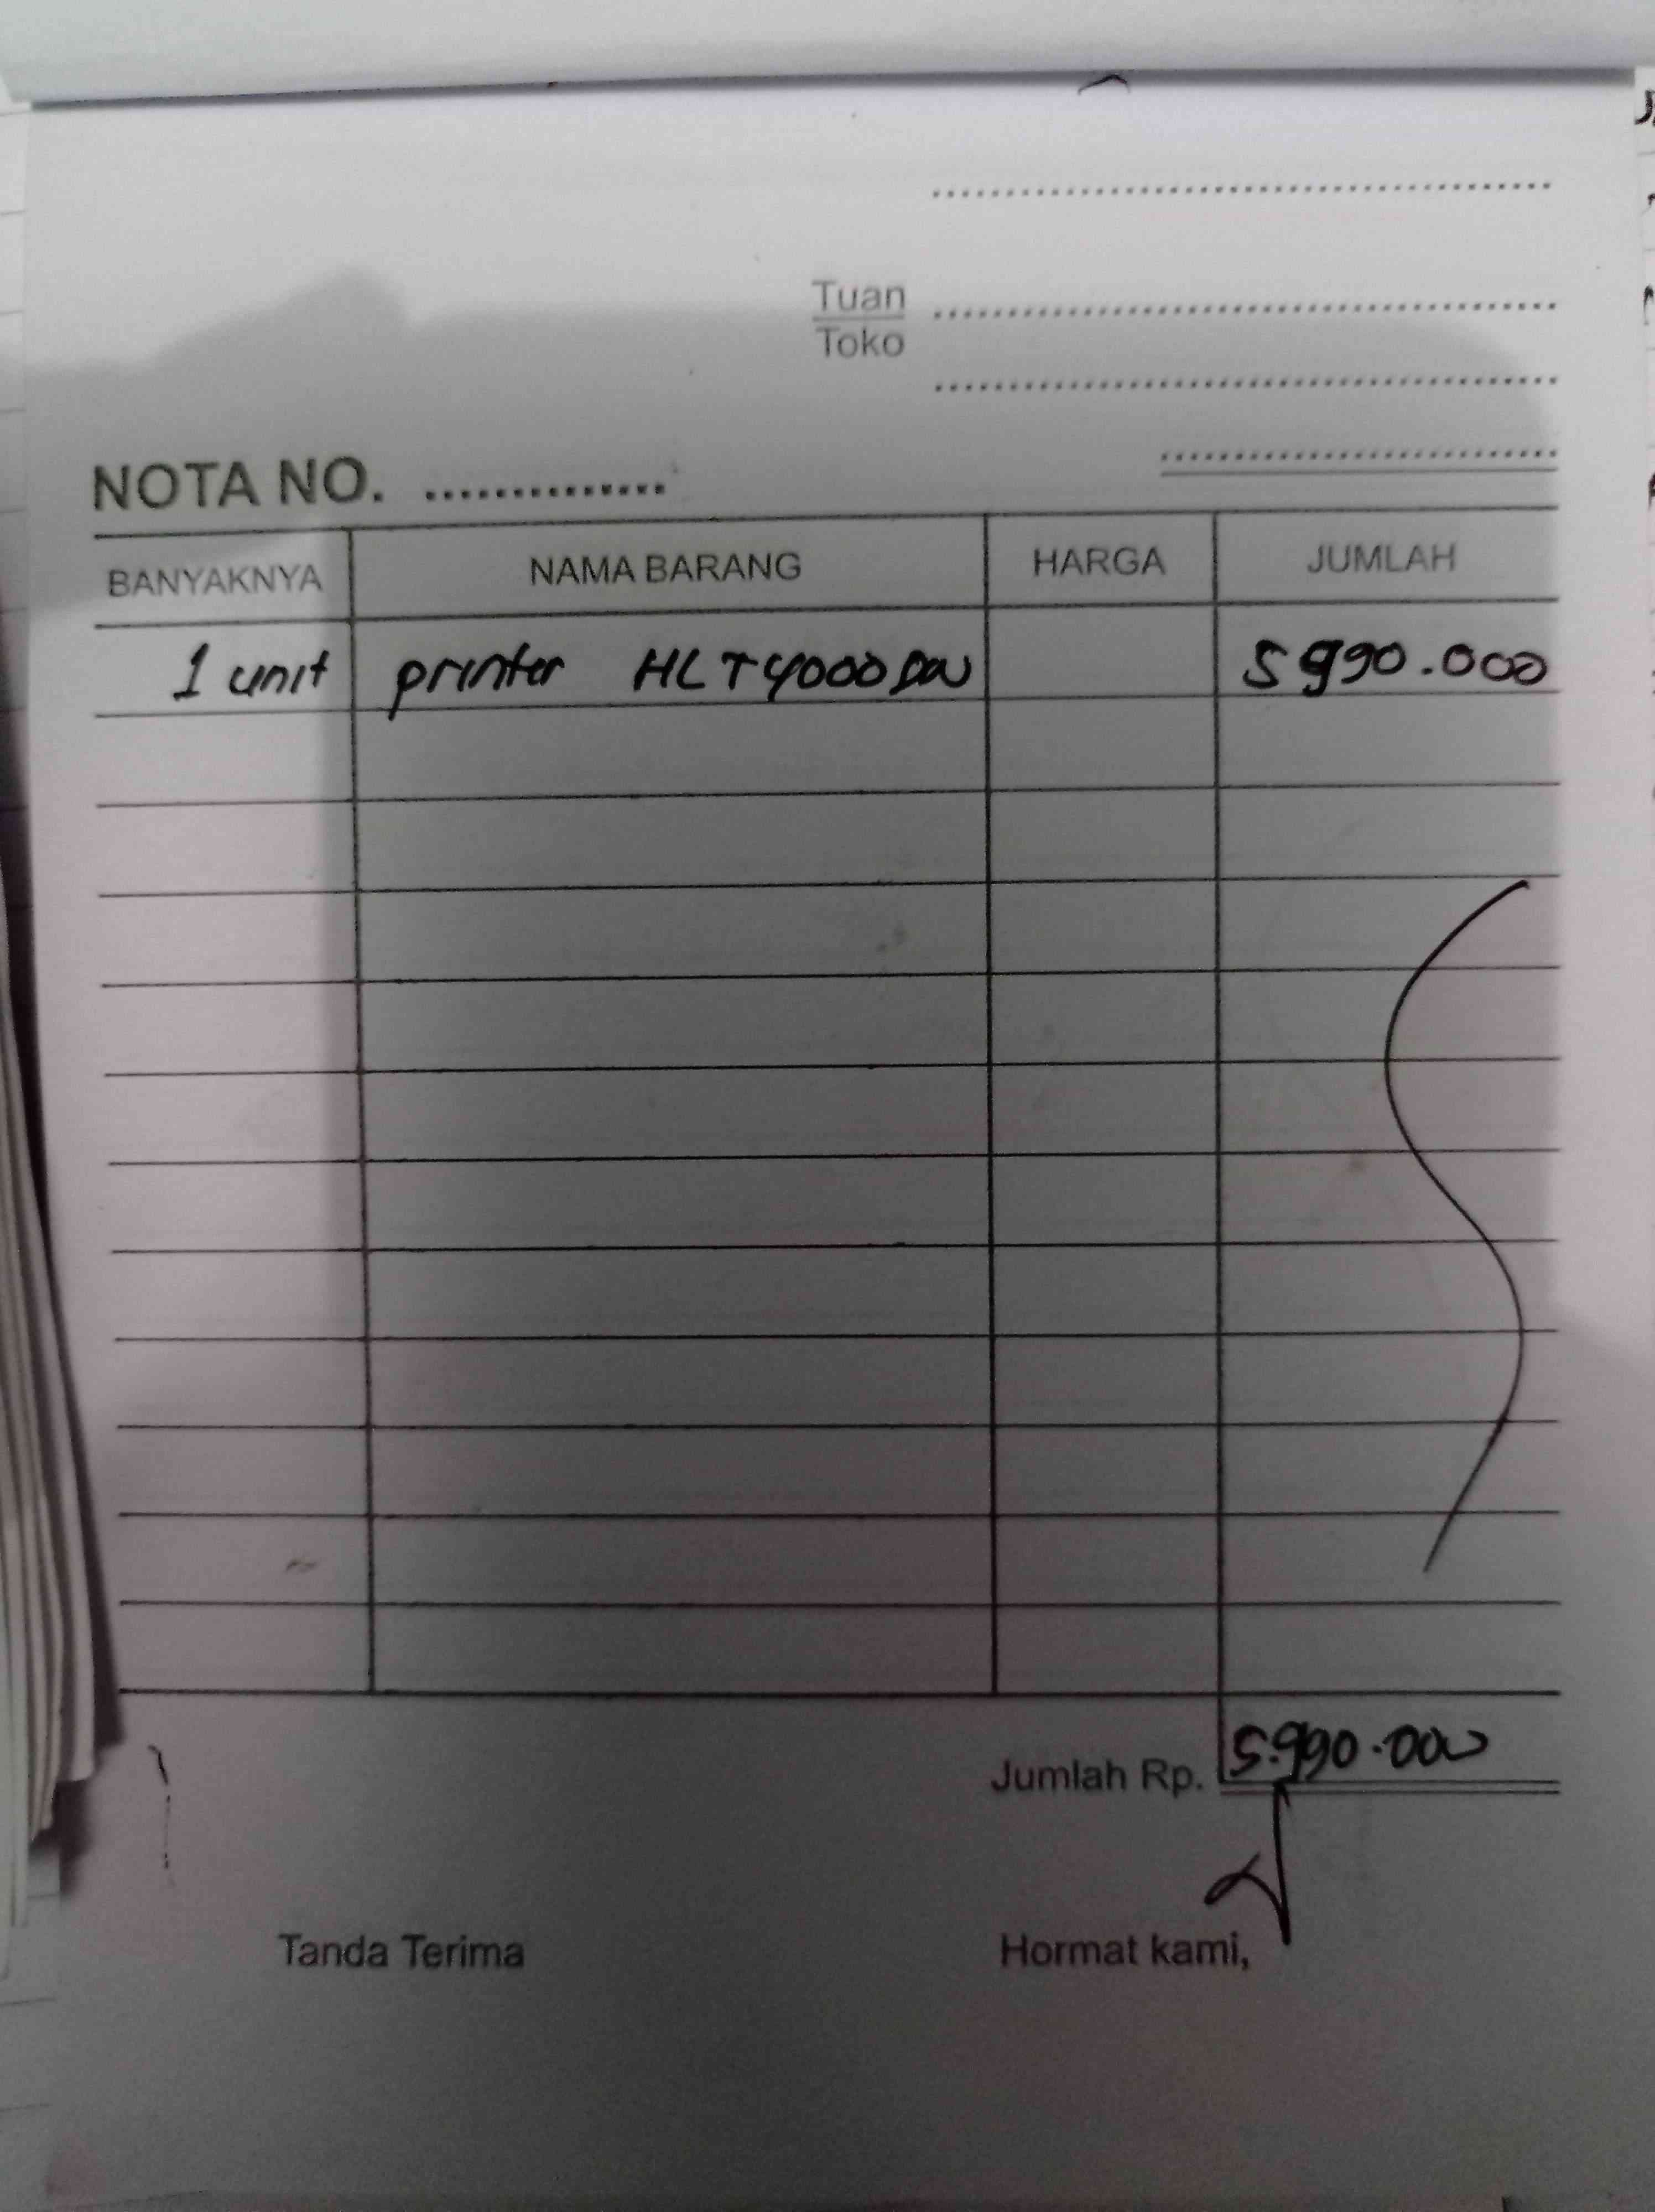 Tuan
Toko
NOTA NO. ..............
BANYAKNYA NAMA BARANG HARGA JUMLAH
1 unit printer HLT4000DW 5 990.000
Jumlah Rp. 5.990.000
Tanda Terima Hormat kami,